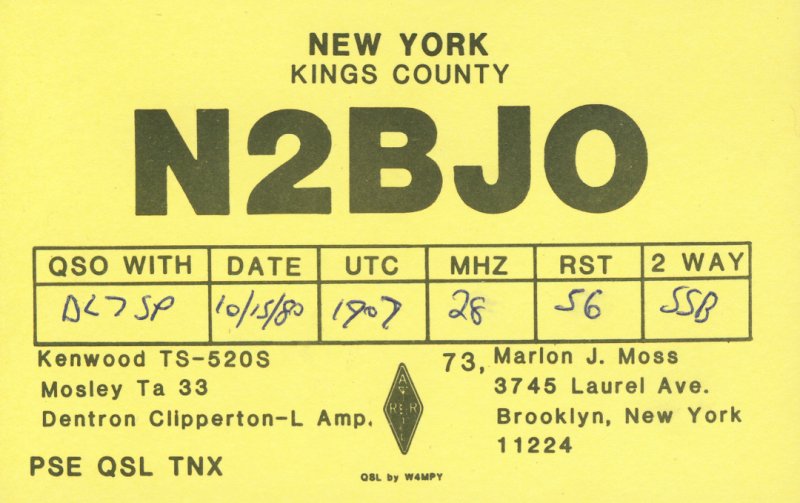 NEW YORK
KINGS COUNTY
N2BJO
QSO WITH DATE UTC MHZ RST 2 WAY
DL7SP 10/15/80 1907 28 56 SSB
Kenwood TS-520S
Mosley Ta 33
Dentron Clipperton-L Amp.
PSE QSL TNX
A
R R
L
QSL by W4MPY
73, Marlon J. Moss
3745 Laurel Ave.
Brooklyn, New York
11224